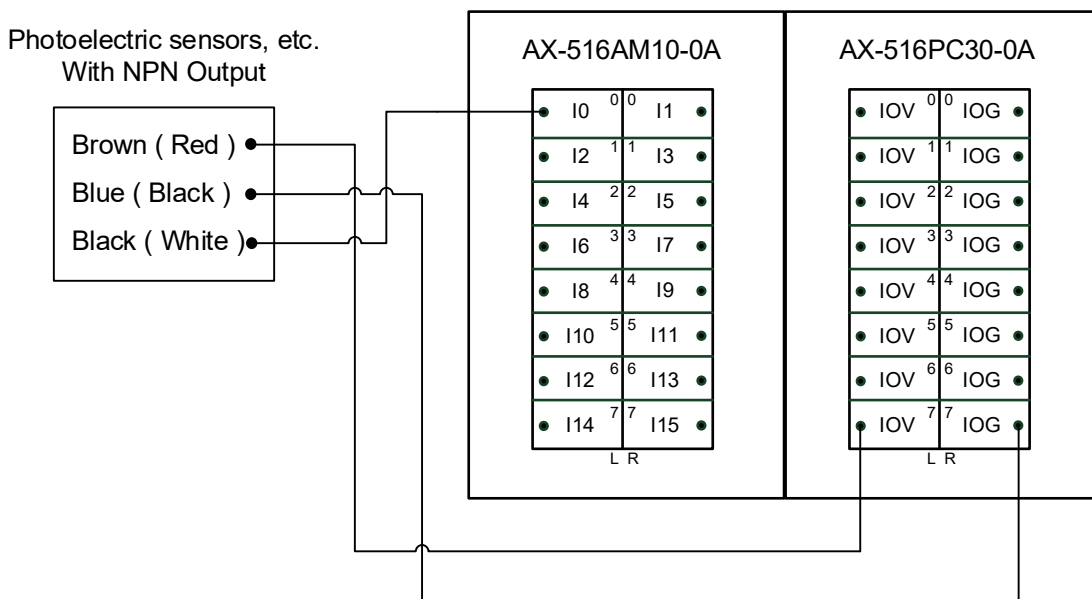 Photoelectric sensors, etc.
With NPN Output
Brown ( Red )
Blue ( Black )
Black ( White )
AX-516AM10-0A
I0 0 0 I1
I2 1 1 I3
I4 2 2 I5
I6 3 3 I7
I8 4 4 I9
I10 5 5 I11
I12 6 6 I13
I14 7 7 I15
L R
AX-516PC30-0A
IOV 0 0 IOG
IOV 1 1 IOG
IOV 2 2 IOG
IOV 3 3 IOG
IOV 4 4 IOG
IOV 5 5 IOG
IOV 6 6 IOG
IOV 7 7 IOG
L R